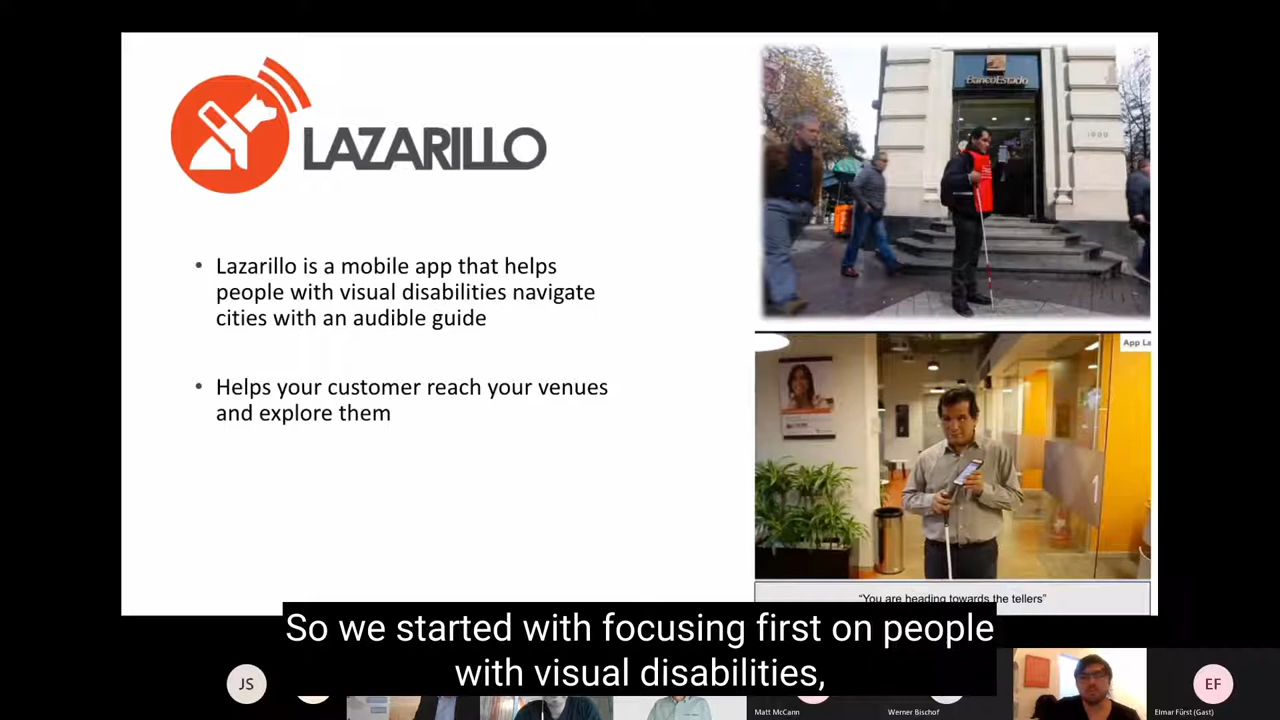 LAZARILLO
• Lazarillo is a mobile app that helps
people with visual disabilities navigate
cities with an audible guide
• Helps your customer reach your venues
and explore them
BancoEstado
App La
1
"You are heading towards the tellers"
So we started with focusing first on people
with visual disabilities,
JS
EF
Matt McCann
Werner Bischof
Elmar Fürst (Gast)